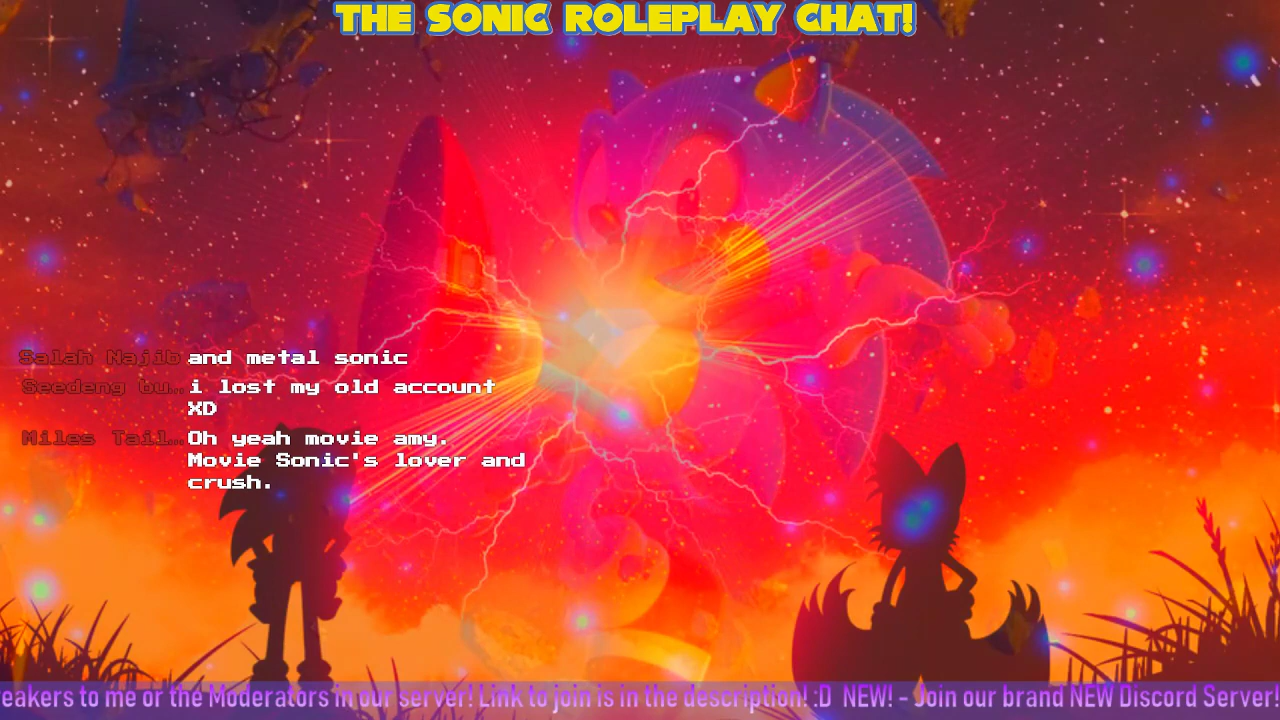 THE SONIC ROLEPLAY CHAT!
Salah Najib and metal sonic
Seedeng bu... i lost my old account
XD
Miles Tail... Oh yeah movie amy.
Movie Sonic's lover and
crush.
eakers to me or the Moderators in our server! Link to join is in the description! :D NEW! - Join our brand NEW Discord Server!